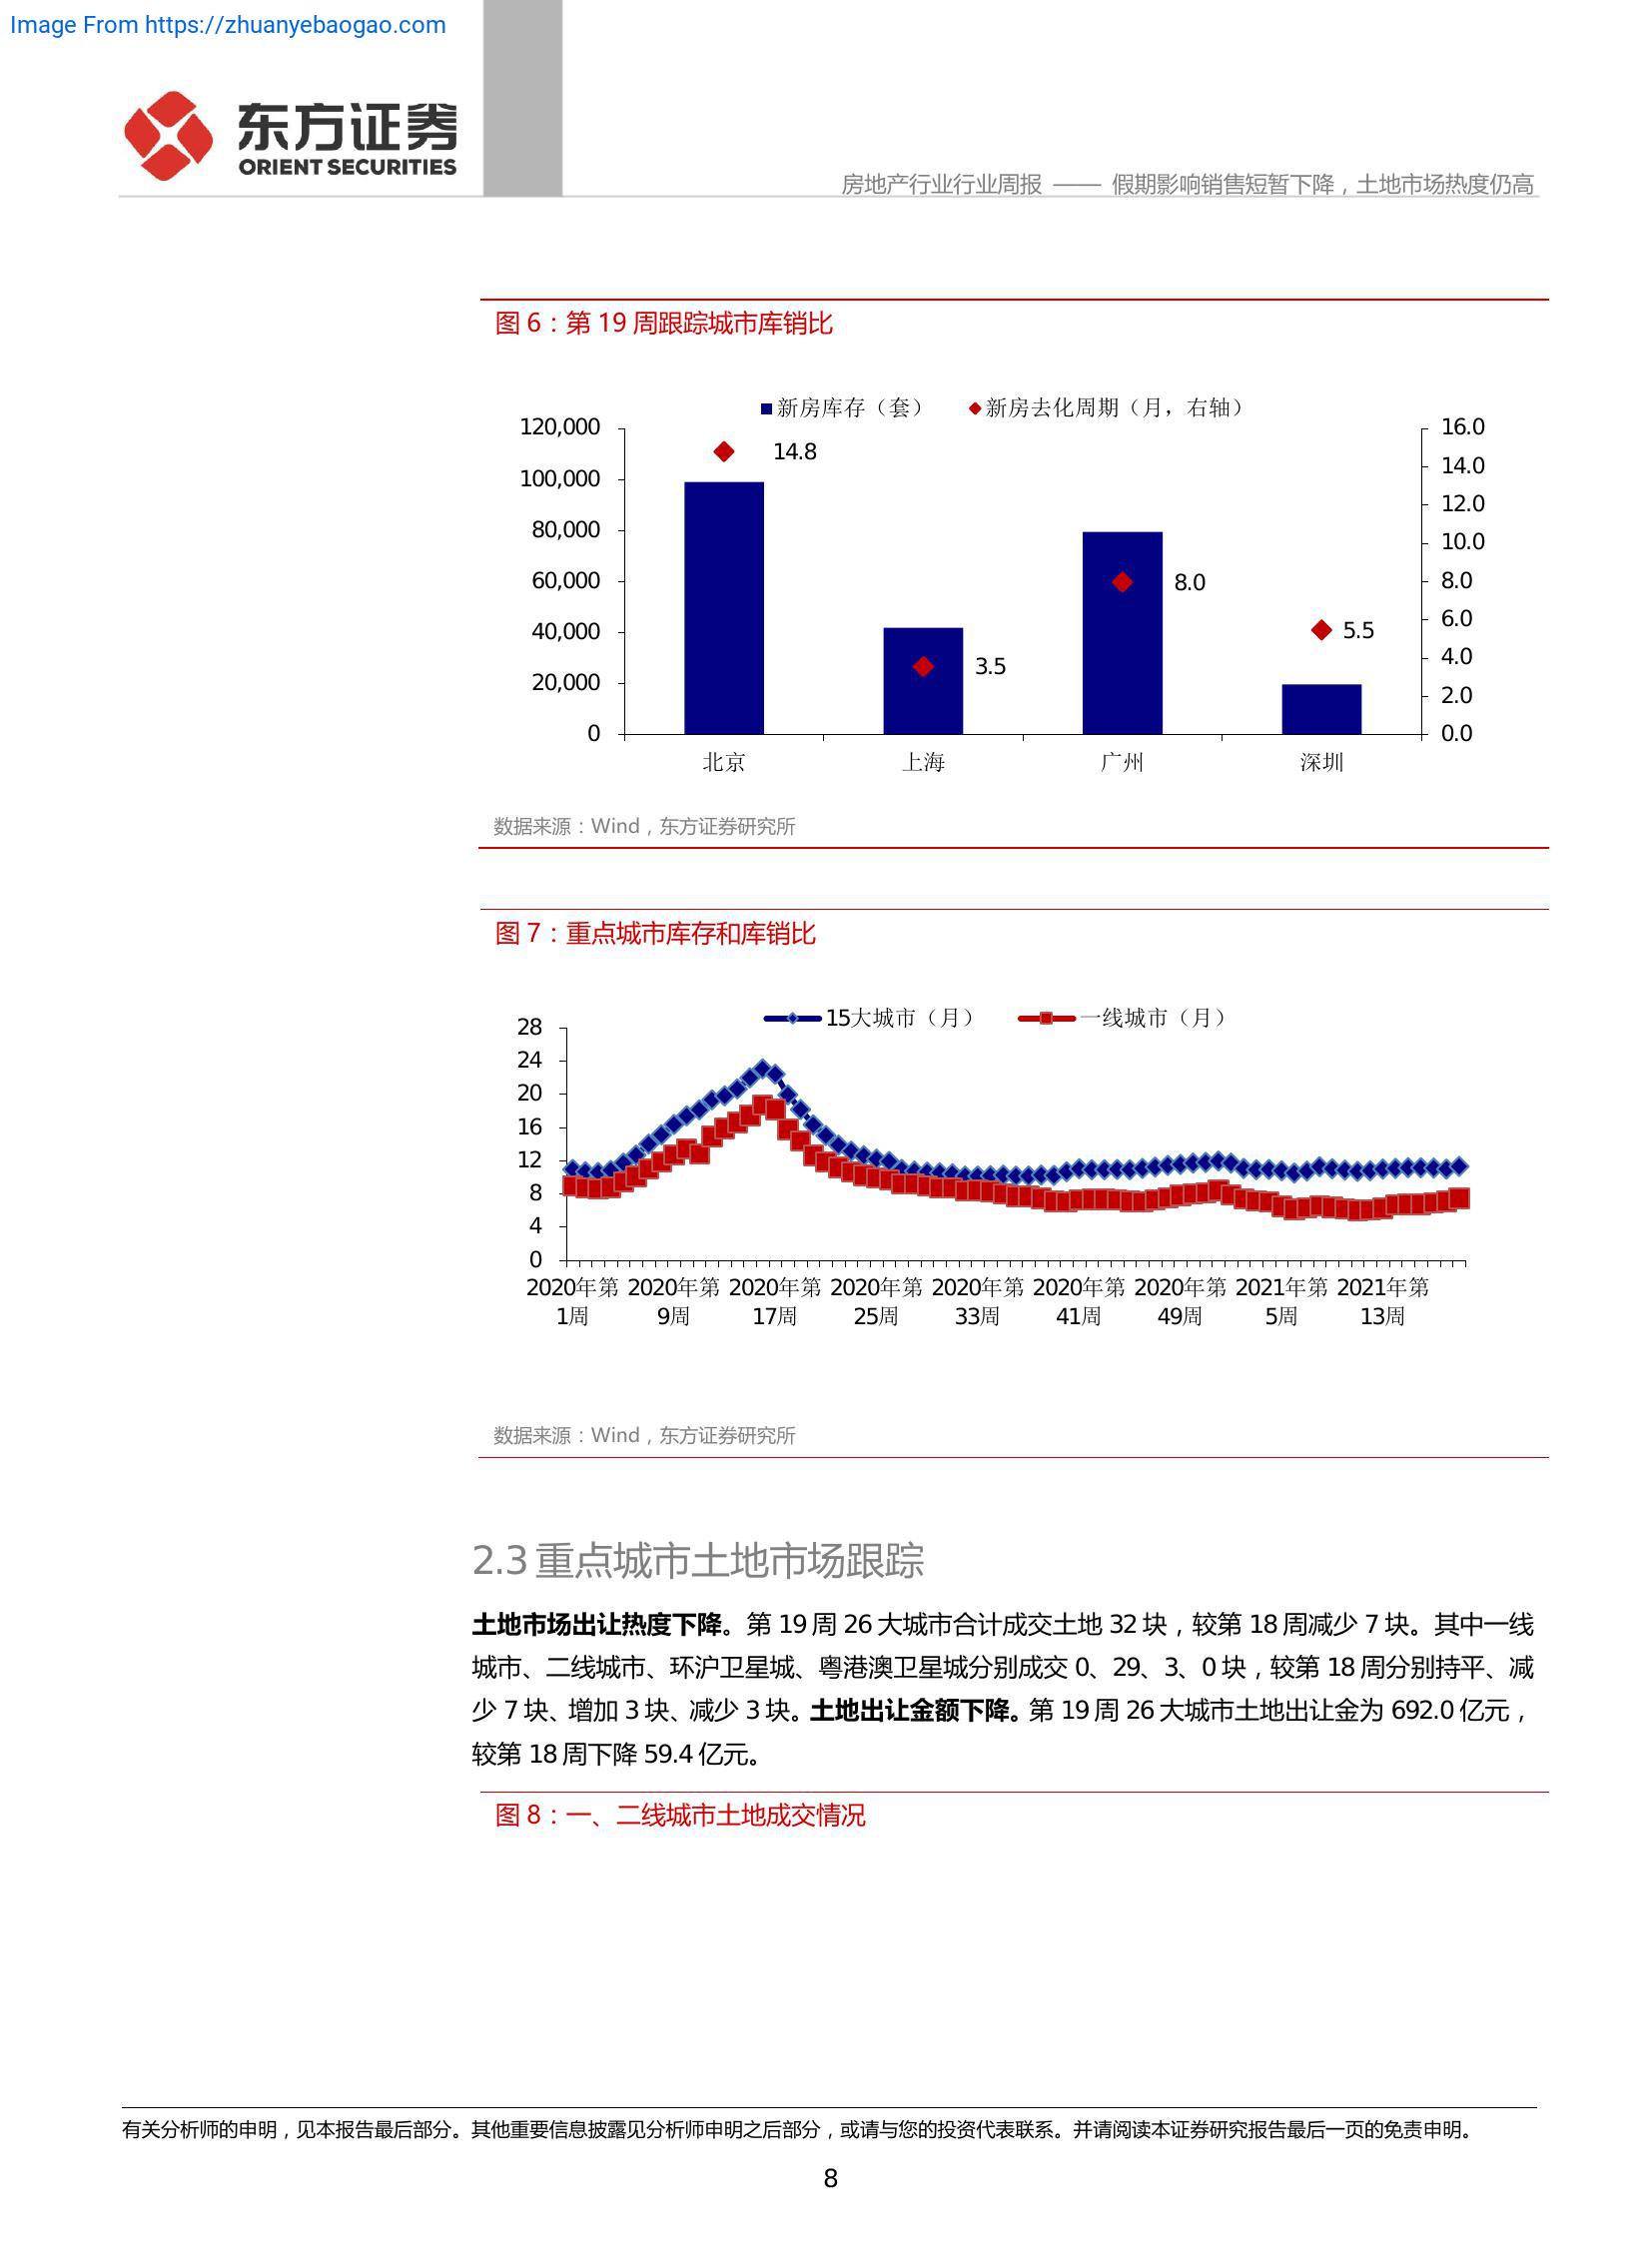 Image From https://zhuanyebaogao.com
东方证券
ORIENT SECURITIES
房地产行业行业周报 —— 假期影响销售短暂下降，土地市场热度仍高
图 6：第 19 周跟踪城市库销比
新房库存（套） 新房去化周期（月，右轴）
120,000
100,000
80,000
60,000
40,000
20,000
0
16.0
14.0
12.0
10.0
8.0
6.0
4.0
2.0
0.0
14.8
3.5
8.0
5.5
北京 上海 广州 深圳
数据来源：Wind，东方证券研究所
图 7：重点城市库存和库销比
15大城市（月） 一线城市（月）
28
24
20
16
12
8
4
0
2020年第 2020年第 2020年第 2020年第 2020年第 2020年第 2020年第 2021年第 2021年第
1周 9周 17周 25周 33周 41周 49周 5周 13周
数据来源：Wind，东方证券研究所
2.3 重点城市土地市场跟踪
土地市场出让热度下降。第 19 周 26 大城市合计成交土地 32 块，较第 18 周减少 7 块。其中一线
城市、二线城市、环沪卫星城、粤港澳卫星城分别成交 0、29、3、0 块，较第 18 周分别持平、减
少 7 块、增加 3 块、减少 3 块。土地出让金额下降。第 19 周 26 大城市土地出让金为 692.0 亿元，
较第 18 周下降 59.4 亿元。
图 8：一、二线城市土地成交情况
有关分析师的申明，见本报告最后部分。其他重要信息披露见分析师申明之后部分，或请与您的投资代表联系。并请阅读本证券研究报告最后一页的免责申明。
8